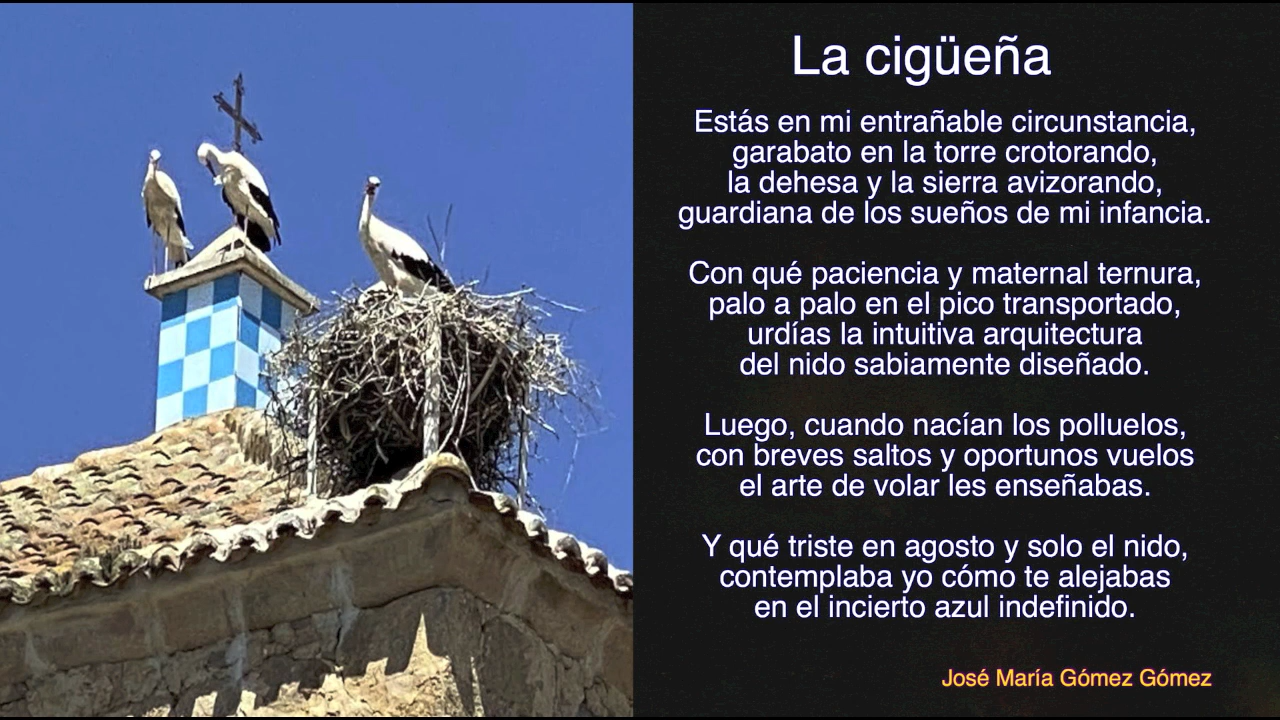 La cigüeña
Estás en mi entrañable circunstancia,
garabato en la torre crotorando,
la dehesa y la sierra avizorando,
guardiana de los sueños de mi infancia.
Con qué paciencia y maternal ternura,
palo a palo en el pico transportado,
urdías la intuitiva arquitectura
del nido sabiamente diseñado.
Luego, cuando nacían los polluelos,
con breves saltos y oportunos vuelos
el arte de volar les enseñabas.
Y qué triste en agosto y solo el nido,
contemplaba yo cómo te alejabas
en el incierto azul indefinido.
José María Gómez Gómez